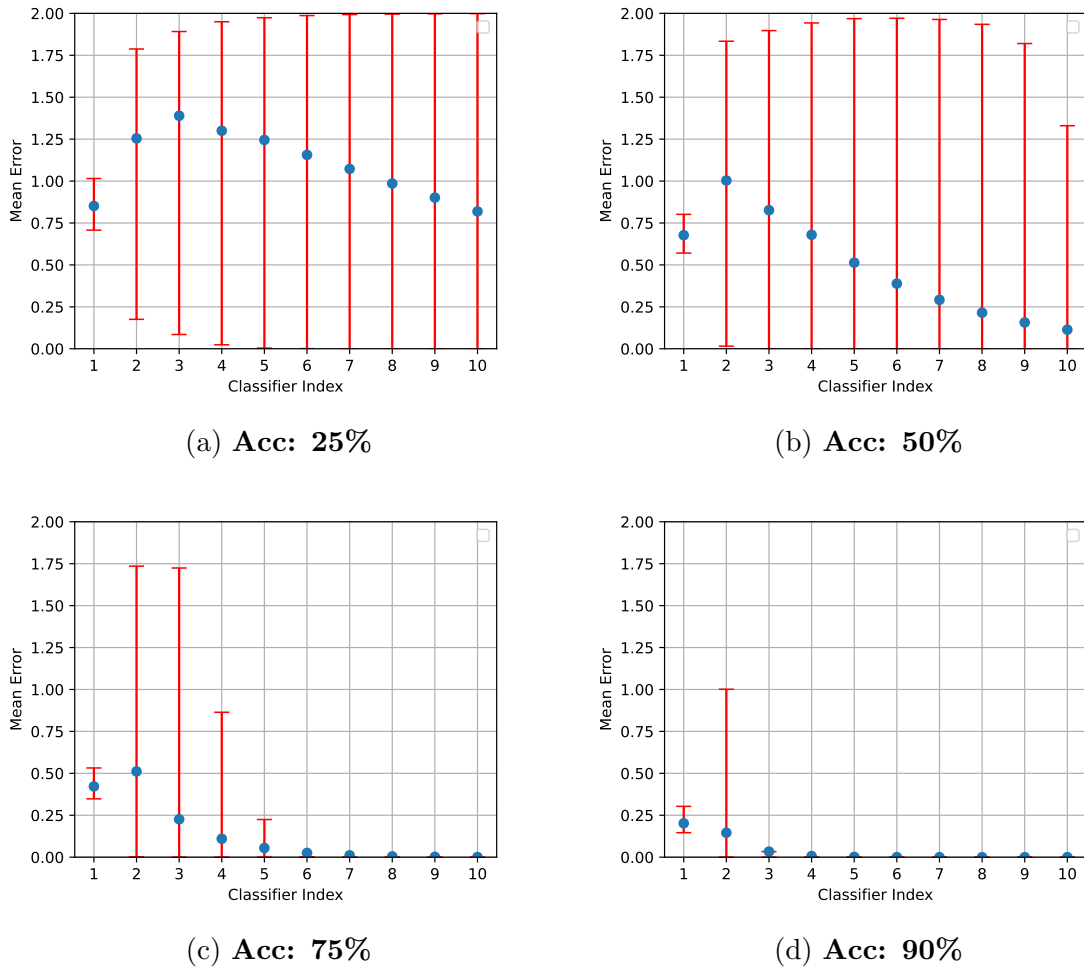 2.00
1.75
1.50
1.25
1.00
0.75
0.50
0.25
0.00
Mean Error
1 2 3 4 5 6 7 8 9 10
Classifier Index
(a) Acc: 25%
2.00
1.75
1.50
1.25
1.00
0.75
0.50
0.25
0.00
Mean Error
1 2 3 4 5 6 7 8 9 10
Classifier Index
(b) Acc: 50%
2.00
1.75
1.50
1.25
1.00
0.75
0.50
0.25
0.00
Mean Error
1 2 3 4 5 6 7 8 9 10
Classifier Index
(c) Acc: 75%
2.00
1.75
1.50
1.25
1.00
0.75
0.50
0.25
0.00
Mean Error
1 2 3 4 5 6 7 8 9 10
Classifier Index
(d) Acc: 90%